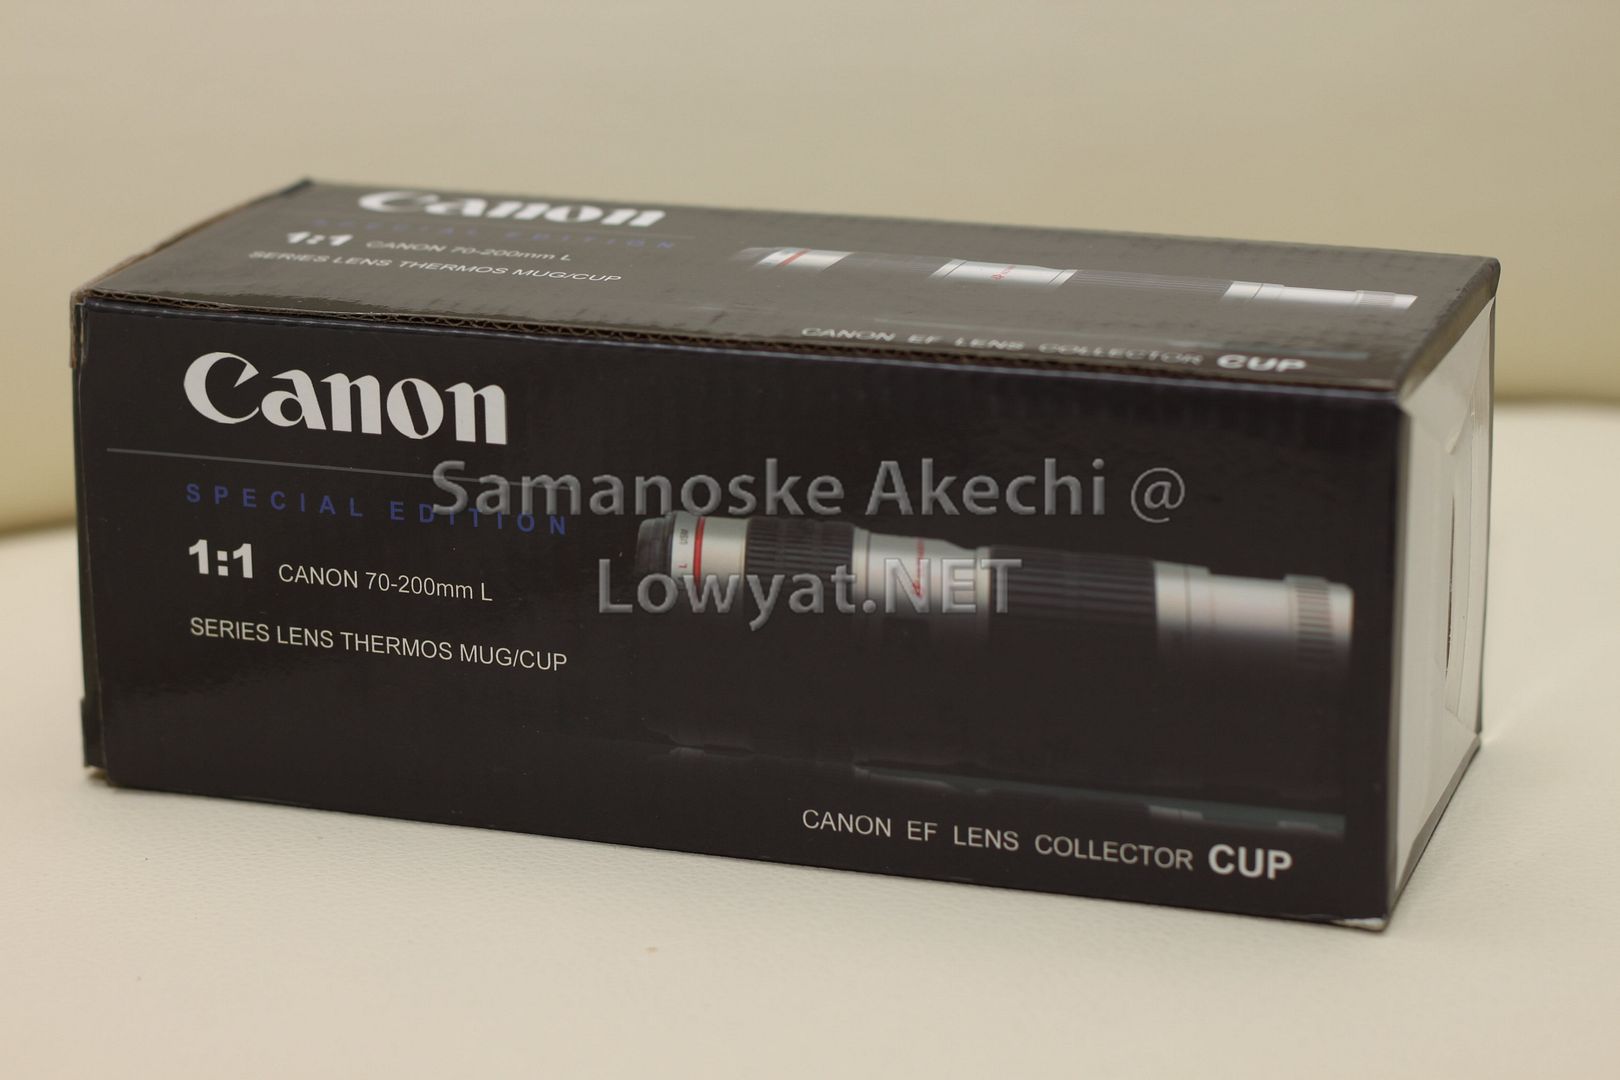 Canon
SPECIAL EDITION
1:1 CANON 70-200mm L
SERIES LENS THERMOS MUG/CUP
CANON EF LENS COLLECTOR CUP
Canon
SPECIAL EDITION
1:1 CANON 70-200mm L
SERIES LENS THERMOS MUG/CUP
L USM
CANON EF LENS COLLECTOR CUP
Samanoske Akechi @
Lowyat.NET